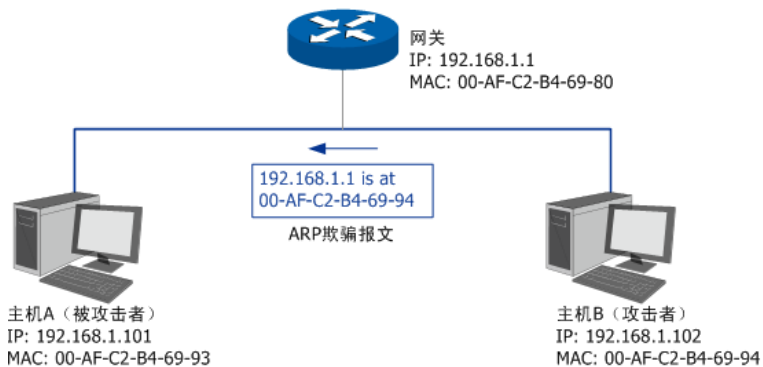 网关
IP: 192.168.1.1
MAC: 00-AF-C2-B4-69-80
192.168.1.1 is at
00-AF-C2-B4-69-94
ARP欺骗报文
主机A（被攻击者）
IP: 192.168.1.101
MAC: 00-AF-C2-B4-69-93
主机B（攻击者）
IP: 192.168.1.102
MAC: 00-AF-C2-B4-69-94